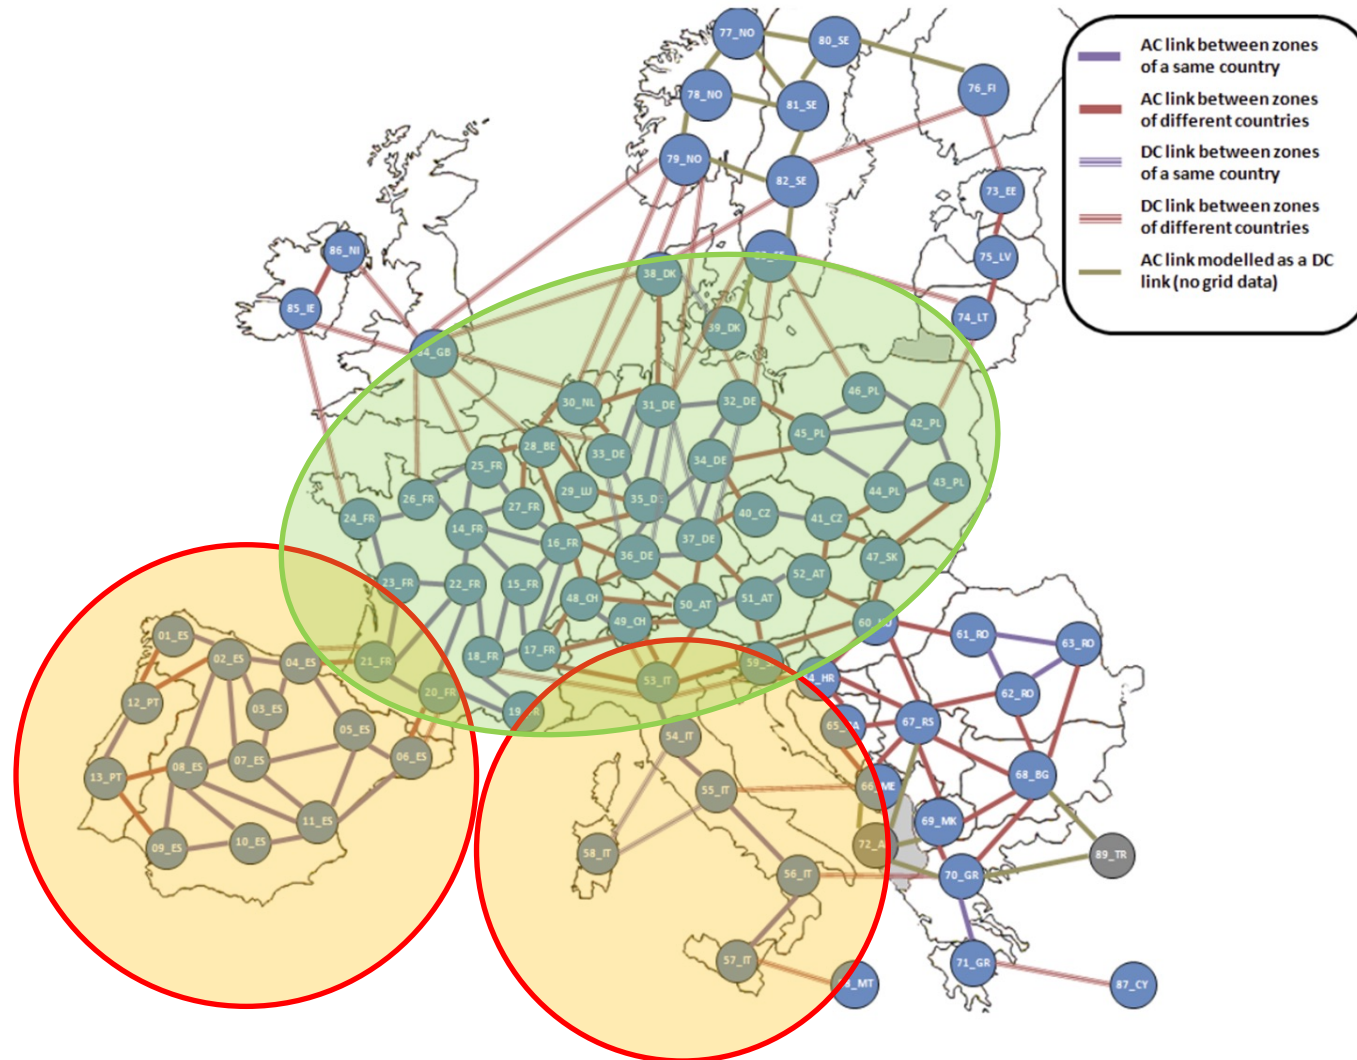 77_NO
80_SE
AC link between zones
of a same country
AC link between zones
of different countries
DC link between zones
of a same country
DC link between zones
of different countries
AC link modelled as a DC
link (no grid data)
78_NO
81_SE
76_FI
79_NO
82_SE
73_EE
86_NI
75_LV
38_DK
85_IE
74_LT
39_DK
46_PL
30_NL
31_DE
32_DE
42_PL
45_PL
28_BE
33_DE
34_DE
25_FR
43_PL
29_LU
44_PL
26_FR
27_FR
35_DE
40_CZ
24_FR
14_FR
41_CZ
16_FR
37_DE
36_DE
47_SK
52_AT
23_FR
22_FR
15_FR
48_CH
50_AT
51_AT
49_CH
01_ES
61_RO
63_RO
17_FR
18_FR
02_ES
04_ES
21_FR
53_IT
20_FR
62_RO
12_PT
03_ES
05_ES
67_RS
54_IT
06_ES
07_ES
08_ES
13_PT
68_BG
55_IT
11_ES
69_MK
10_ES
09_ES
58_IT
89_TR
56_IT
70_GR
57_IT
71_GR
87_CY